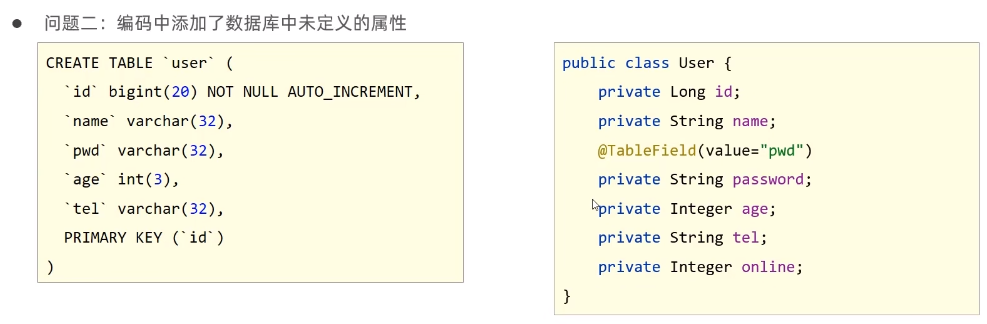 ● 问题二：编码中添加了数据库中未定义的属性
CREATE TABLE `user` (
`id` bigint(20) NOT NULL AUTO_INCREMENT,
`name` varchar(32),
`pwd` varchar(32),
`age` int(3),
`tel` varchar(32),
PRIMARY KEY (`id`)
)
public class User {
private Long id;
private String name;
@TableField(value="pwd")
private String password;
private Integer age;
private String tel;
private Integer online;
}